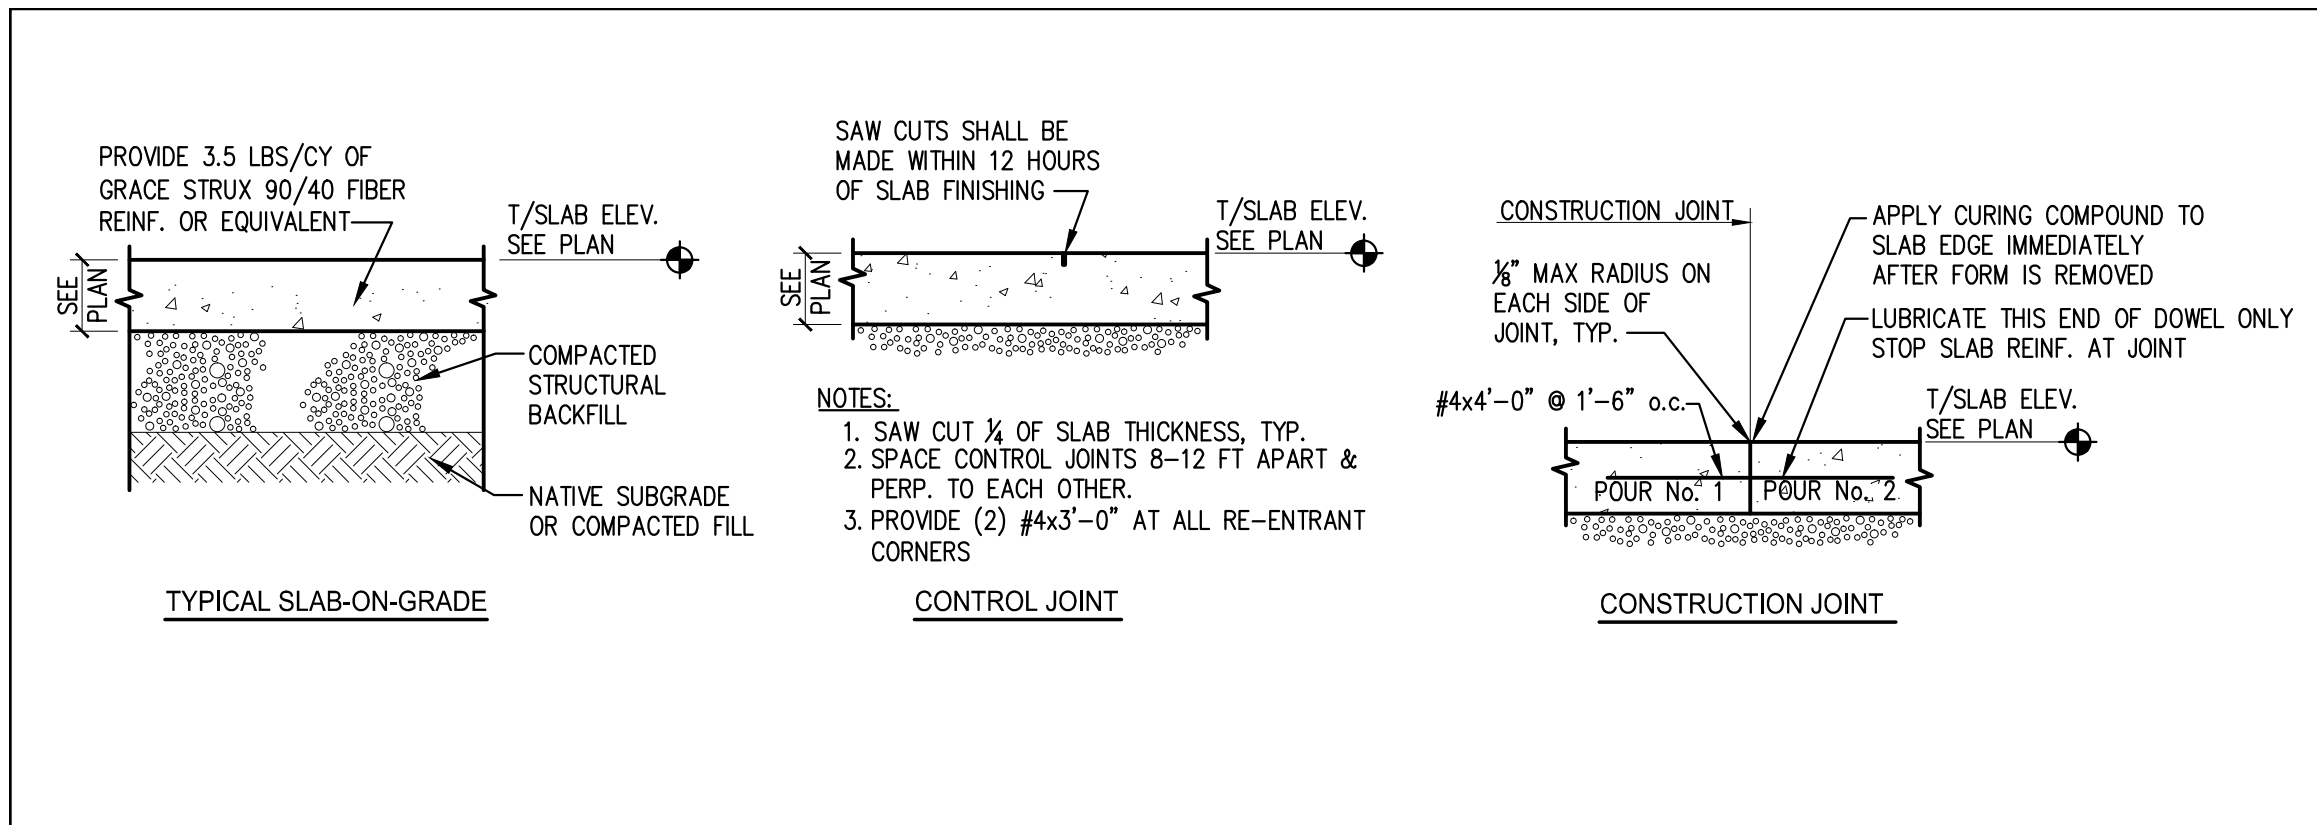 PROVIDE 3.5 LBS/CY OF
GRACE STRUX 90/40 FIBER
REINF. OR EQUIVALENT
T/SLAB ELEV.
SEE PLAN
SEE
PLAN
COMPACTED
STRUCTURAL
BACKFILL
NATIVE SUBGRADE
OR COMPACTED FILL
TYPICAL SLAB-ON-GRADE
SAW CUTS SHALL BE
MADE WITHIN 12 HOURS
OF SLAB FINISHING
T/SLAB ELEV.
SEE PLAN
SEE
PLAN
NOTES:
1. SAW CUT ¼ OF SLAB THICKNESS, TYP.
2. SPACE CONTROL JOINTS 8-12 FT APART &
PERP. TO EACH OTHER.
3. PROVIDE (2) #4x3'-0" AT ALL RE-ENTRANT
CORNERS
CONTROL JOINT
CONSTRUCTION JOINT
⅛" MAX RADIUS ON
EACH SIDE OF
JOINT, TYP.
#4x4'-0" @ 1'-6" o.c.
APPLY CURING COMPOUND TO
SLAB EDGE IMMEDIATELY
AFTER FORM IS REMOVED
LUBRICATE THIS END OF DOWEL ONLY
STOP SLAB REINF. AT JOINT
T/SLAB ELEV.
SEE PLAN
POUR No. 1
POUR No. 2
CONSTRUCTION JOINT